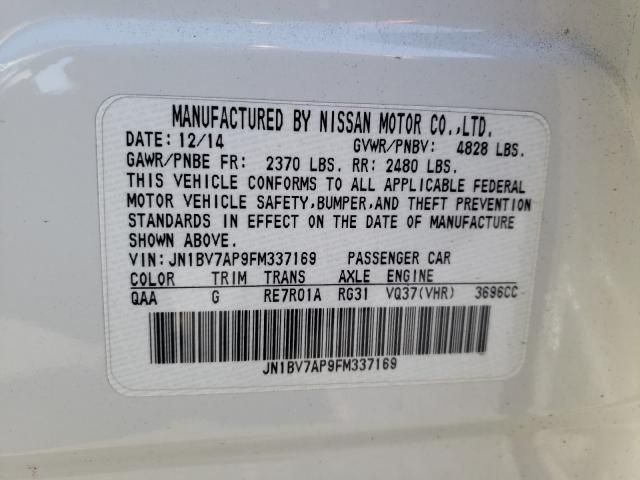 MANUFACTURED BY NISSAN MOTOR CO.,LTD.
DATE: 12/14 GVWR/PNBV: 4828 LBS.
GAWR/PNBE FR: 2370 LBS. RR: 2480 LBS.
THIS VEHICLE CONFORMS TO ALL APPLICABLE FEDERAL
MOTOR VEHICLE SAFETY,BUMPER,AND THEFT PREVENTION
STANDARDS IN EFFECT ON THE DATE OF MANUFACTURE
SHOWN ABOVE.
VIN:JN1BV7AP9FM337169 PASSENGER CAR
COLOR TRIM TRANS AXLE ENGINE
QAA G RE7R01A RG31 VQ37(VHR) 3696CC
JN1BV7AP9FM337169